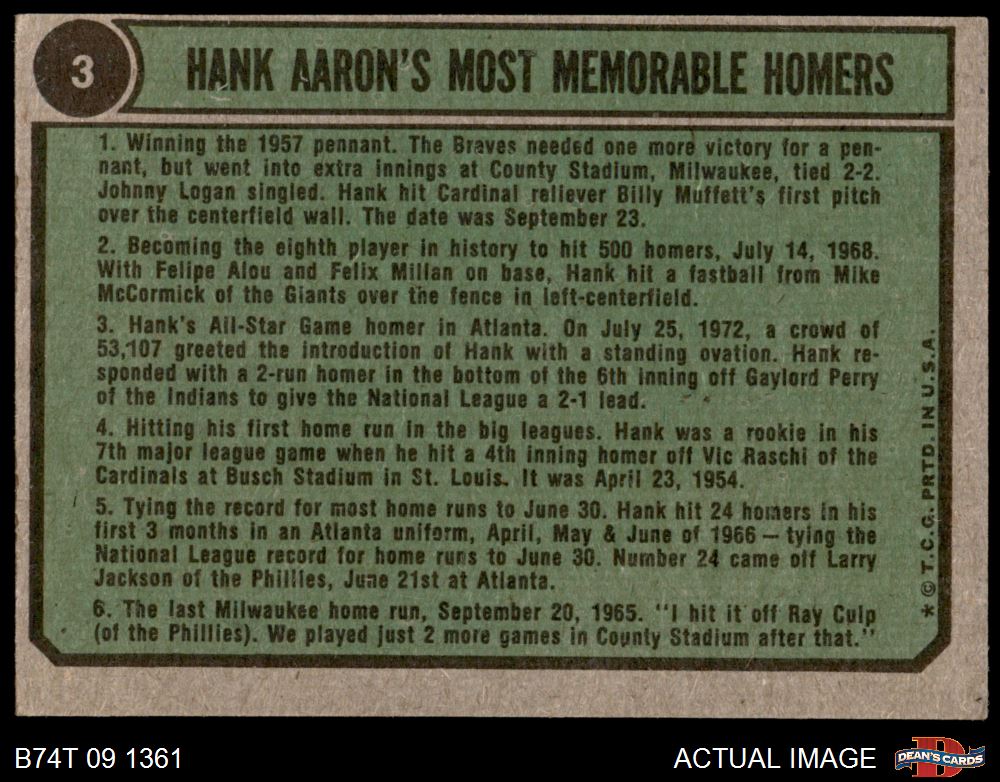 3
HANK AARON'S MOST MEMORABLE HOMERS
1. Winning the 1957 pennant. The Braves needed one more victory for a pen-
nant, but went into extra innings at County Stadium, Milwaukee, tied 2-2.
Johnny Logan singled. Hank hit Cardinal reliever Billy Muffett's first pitch
over the centerfield wall. The date was September 23.
2. Becoming the eighth player in history to hit 500 homers, July 14, 1968.
With Felipe Alou and Felix Millan on base, Hank hit a fastball from Mike
McCormick of the Giants over the fence in left-centerfield.
3. Hank's All-Star Game homer in Atlanta. On July 25, 1972, a crowd of
53,107 greeted the introduction of Hank with a standing ovation. Hank re-
sponded with a 2-run homer in the bottom of the 6th inning off Gaylord Perry
of the Indians to give the National League a 2-1 lead.
4. Hitting his first home run in the big leagues. Hank was a rookie in his
7th major league game when he hit a 4th inning homer off Vic Raschi of the
Cardinals at Busch Stadium in St. Louis. It was April 23, 1954.
5. Tying the record for most home runs to June 30. Hank hit 24 homers in his
first 3 months in an Atlanta uniform, April, May & June of 1966 — tying the
National League record for home runs to June 30. Number 24 came off Larry
Jackson of the Phillies, June 21st at Atlanta.
6. The last Milwaukee home run, September 20, 1965. "I hit it off Ray Culp
(of the Phillies). We played just 2 more games in County Stadium after that."
* © T.C.G. PRTD. IN U.S.A.
B74T 09 1361
ACTUAL IMAGE
D
DEAN'S CARDS